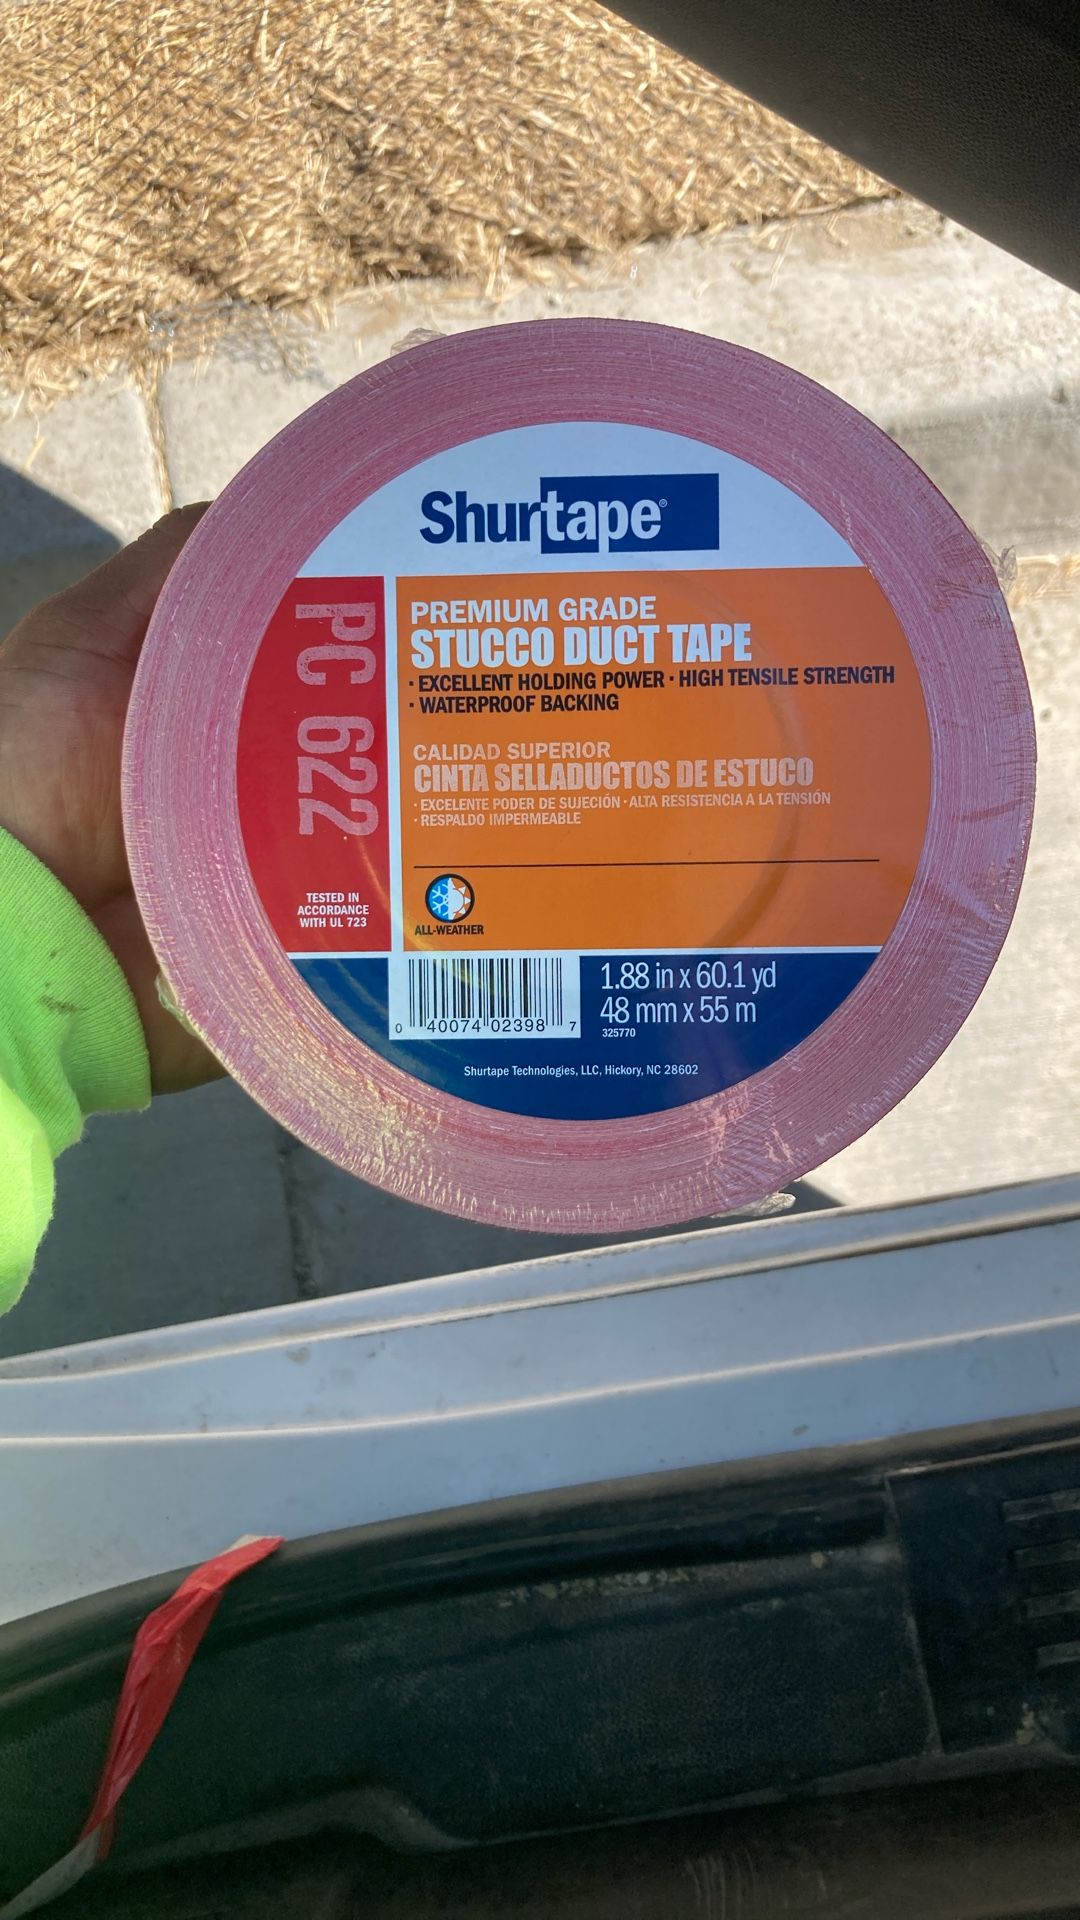 Shurtape®
PC 622
TESTED IN
ACCORDANCE
WITH UL 723
PREMIUM GRADE
STUCCO DUCT TAPE
· EXCELLENT HOLDING POWER · HIGH TENSILE STRENGTH
· WATERPROOF BACKING
CALIDAD SUPERIOR
CINTA SELLADUCTOS DE ESTUCO
· EXCELENTE PODER DE SUJECIÓN · ALTA RESISTENCIA A LA TENSIÓN
· RESPALDO IMPERMEABLE
ALL-WEATHER
0 40074 02398 7
1.88 in x 60.1 yd
48 mm x 55 m
325770
Shurtape Technologies, LLC, Hickory, NC 28602